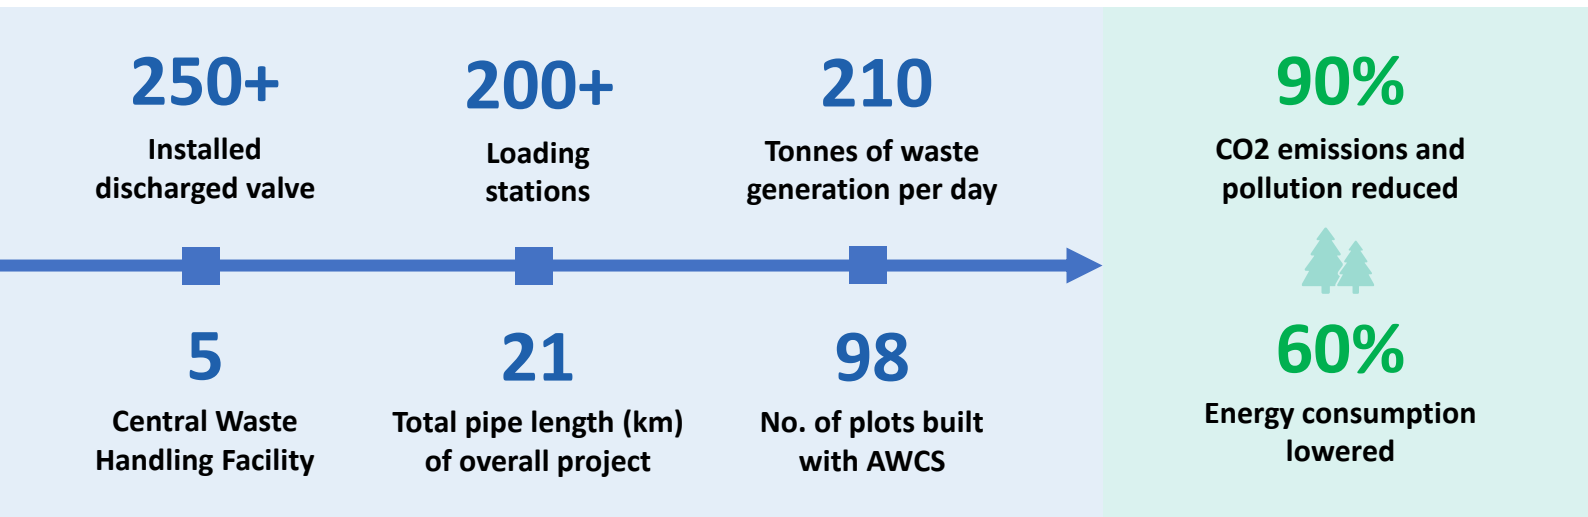 250+
Installed
discharged valve
200+
Loading
stations
210
Tonnes of waste
generation per day
90%
CO2 emissions and
pollution reduced
5
Central Waste
Handling Facility
21
Total pipe length (km)
of overall project
98
No. of plots built
with AWCS
60%
Energy consumption
lowered